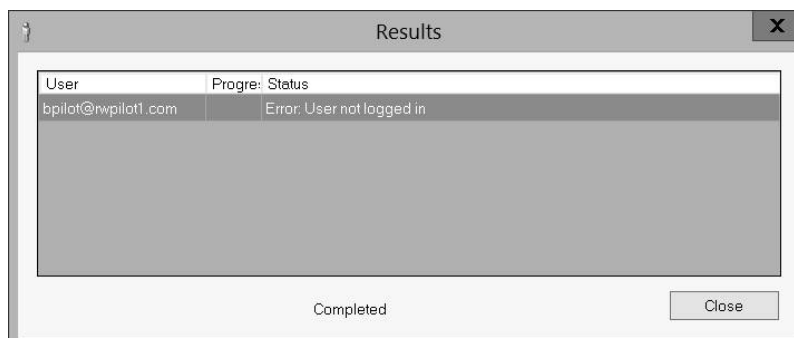 Results
X
User Progre: Status
bpilot@rwpilot1.com Error: User not logged in
Completed
Close